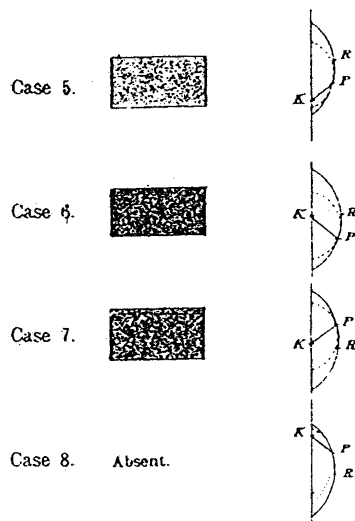 R
Case 5.
P
K
Case 6.
K
R
P
Case 7.
P
K
R
K
Case 8. Absent.
P
R